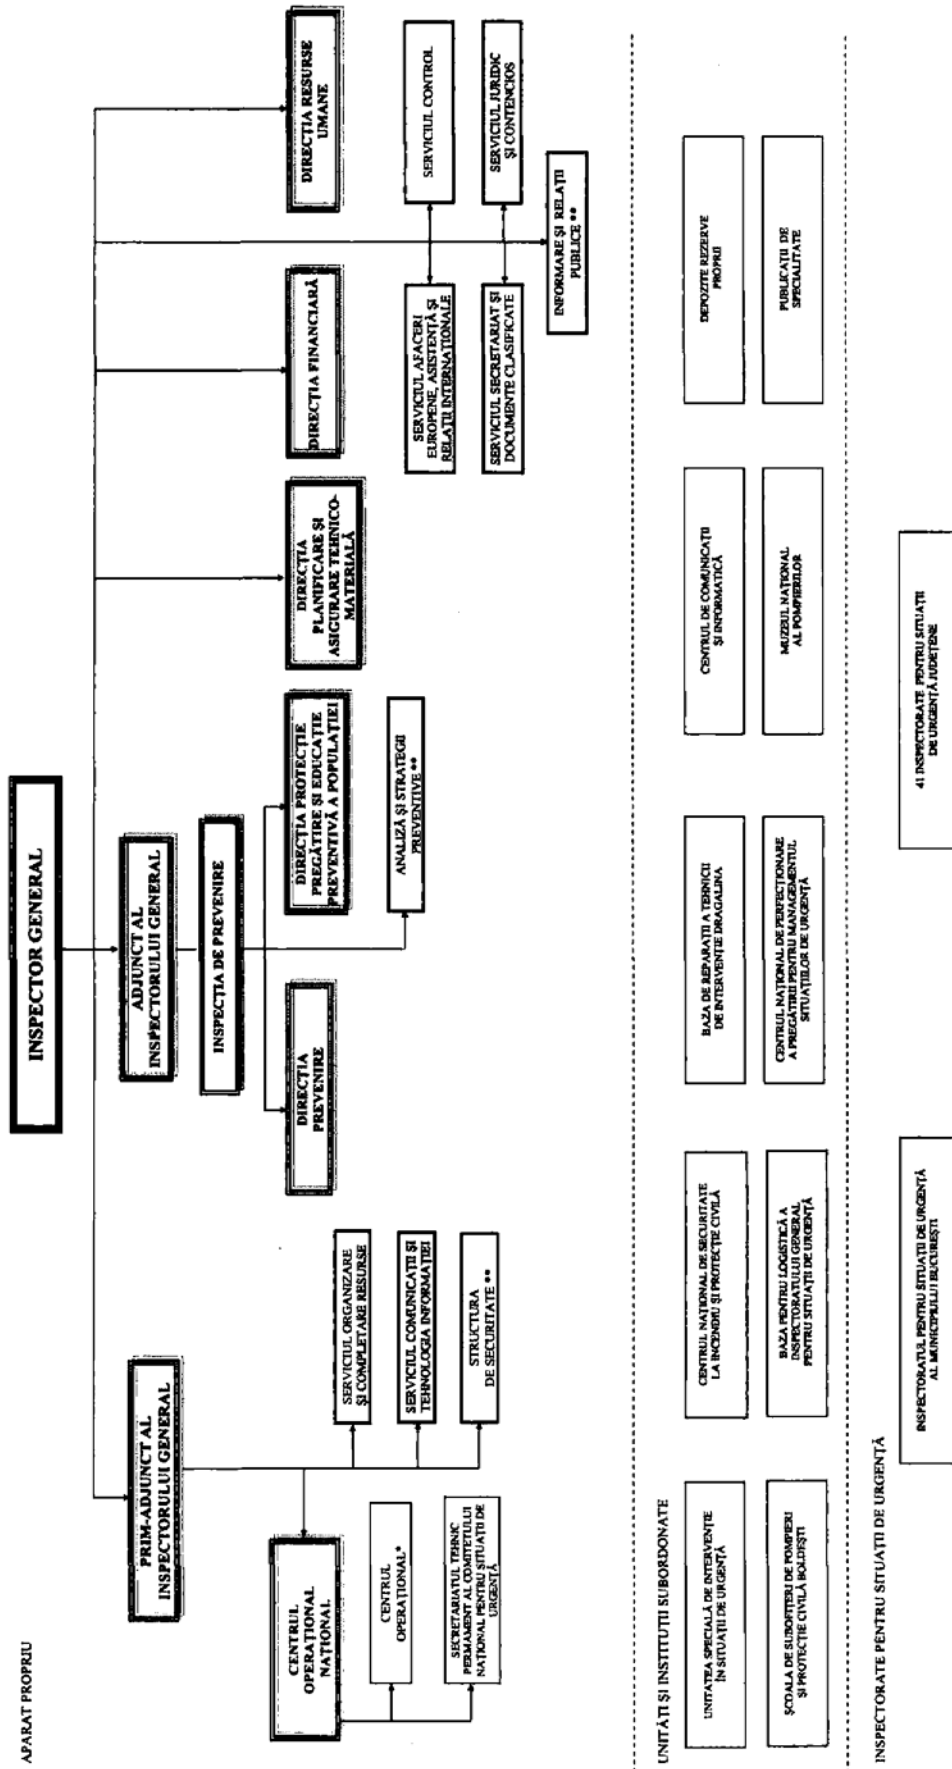 APARAT PROPRIU
INSPECTOR GENERAL
PRIM-ADJUNCT AL
INSPECTORULUI GENERAL
ADJUNCT AL
INSPECTORULUI GENERAL
INSPECȚIA DE PREVENIRE
CENTRUL
OPERAȚIONAL
NAȚIONAL
DIRECȚIA
PREVENIRE
DIRECȚIA PROTECȚIE
PREGĂTIRE ȘI EDUCAȚIE
PREVENTIVĂ A POPULAȚIEI
DIRECȚIA
PLANIFICARE ȘI
ASIGURARE TEHNICO-
MATERIALĂ
DIRECȚIA FINANCIARĂ
DIRECȚIA RESURSE
UMANE
SERVICIUL ORGANIZARE
ȘI COMPLETARE RESURSE
SERVICIUL COMUNICAȚII ȘI
TEHNOLOGIA INFORMAȚIEI
STRUCTURA
DE SECURITATE **
CENTRUL
OPERAȚIONAL*
SECRETARIATUL TEHNIC
PERMAMENT AL COMITETULUI
NAȚIONAL PENTRU SITUAȚII DE
URGENȚĂ
ANALIZĂ ȘI STRATEGII
PREVENTIVE **
SERVICIUL AFACERI
EUROPENE, ASISTENȚĂ ȘI
RELAȚII INTERNAȚIONALE
SERVICIUL CONTROL
SERVICIUL SECRETARIAT ȘI
DOCUMENTE CLASIFICATE
SERVICIUL JURIDIC
ȘI CONTENCIOS
INFORMARE ȘI RELAȚII
PUBLICE **
UNITĂȚI ȘI INSTITUȚII SUBORDONATE
UNITATEA SPECIALĂ DE INTERVENȚIE
ÎN SITUAȚII DE URGENȚĂ
CENTRUL NAȚIONAL DE SECURITATE
LA INCENDIU ȘI PROTECȚIE CIVILĂ
BAZA DE REPARAȚII A TEHNICII
DE INTERVENȚIE DRAGALINA
CENTRUL DE COMUNICAȚII
ȘI INFORMATICĂ
DEPOZITE REZERVE
PROPRII
ȘCOALA DE SUBOFIȚERI DE POMPIERI
ȘI PROTECȚIE CIVILĂ BOLDEȘTI
BAZA PENTRU LOGISTICĂ A
INSPECTORATULUI GENERAL
PENTRU SITUAȚII DE URGENȚĂ
CENTRUL NAȚIONAL DE PERFECȚIONARE
A PREGĂTIRII PENTRU MANAGEMENTUL
SITUAȚIILOR DE URGENȚĂ
MUZEUL NAȚIONAL
AL POMPIERILOR
PUBLICAȚII DE
SPECIALITATE
INSPECTORATE PENTRU SITUAȚII DE URGENȚĂ
INSPECTORATUL PENTRU SITUAȚII DE URGENȚĂ
AL MUNICIPIULUI BUCUREȘTI
41 INSPECTORATE PENTRU SITUAȚII
DE URGENȚĂ JUDEȚENE